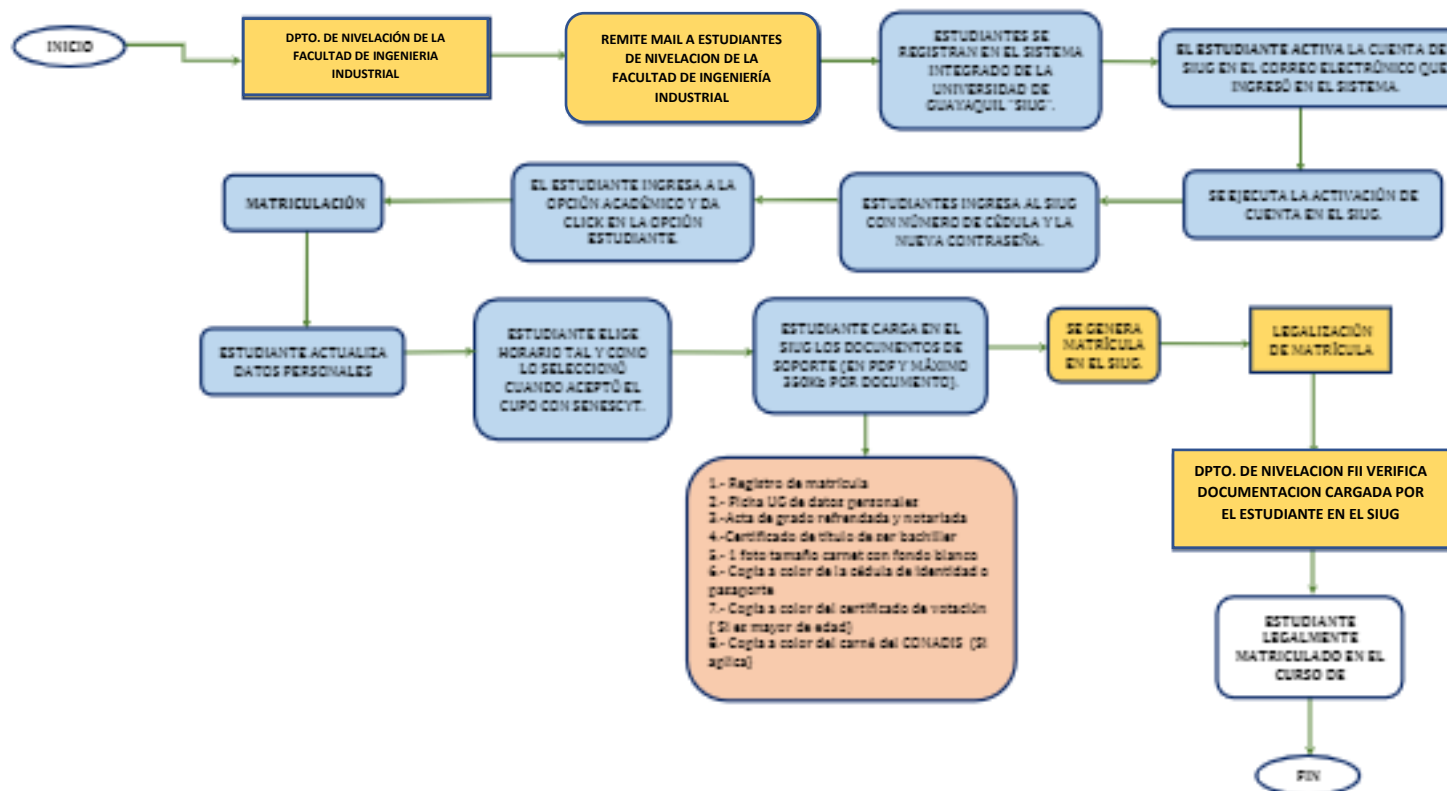 INICIO
DPTO. DE NIVELACIÓN DE LA
FACULTAD DE INGENIERIA
INDUSTRIAL
REMITE MAIL A ESTUDIANTES
DE NIVELACION DE LA
FACULTAD DE INGENIERÍA
INDUSTRIAL
ESTUDIANTES SE
REGISTRAN EN EL SISTEMA
INTEGRADO DE LA
UNIVERSIDAD DE
GUAYAQUIL "SIUG".
EL ESTUDIANTE ACTIVA LA CUENTA DE
SIUG EN EL CORREO ELECTRÓNICO QUE
INGRESÓ EN EL SISTEMA.
SE EJECUTA LA ACTIVACIÓN DE
CUENTA EN EL SIUG.
ESTUDIANTES INGRESA AL SIUG
CON NÚMERO DE CÉDULA Y LA
NUEVA CONTRASEÑA.
EL ESTUDIANTE INGRESA A LA
OPCIÓN ACADÉMICO Y DA
CLICK EN LA OPCIÓN
ESTUDIANTE.
MATRICULACIÓN
ESTUDIANTE ACTUALIZA
DATOS PERSONALES
ESTUDIANTE ELIGE
HORARIO TAL Y COMO
LO SELECCIONÓ
CUANDO ACEPTÚ EL
CUPO CON SENESCYT.
ESTUDIANTE CARGA EN EL
SIUG LOS DOCUMENTOS DE
SOPORTE (EN PDF Y MÁXIMO
350Kb POR DOCUMENTO).
SE GENERA
MATRÍCULA
EN EL SIUG.
LEGALIZACIÓN
DE MATRÍCULA
1.- Registro de matrícula
2.- Ficha UG de datos personales
3.-Acta de grado refrendada y notariada
4.-Certificado de título de ser bachiller
5.- 1 foto tamaño carnet con fondo blanco
6.- Copia a color de la cédula de identidad o
pasaporte
7.- Copia a color del certificado de votación
( Si es mayor de edad)
8.- Copia a color del carné del CONADIS (Si
aplica)
DPTO. DE NIVELACION FII VERIFICA
DOCUMENTACION CARGADA POR
EL ESTUDIANTE EN EL SIUG
ESTUDIANTE
LEGALMENTE
MATRICULADO EN EL
CURSO DE
FIN